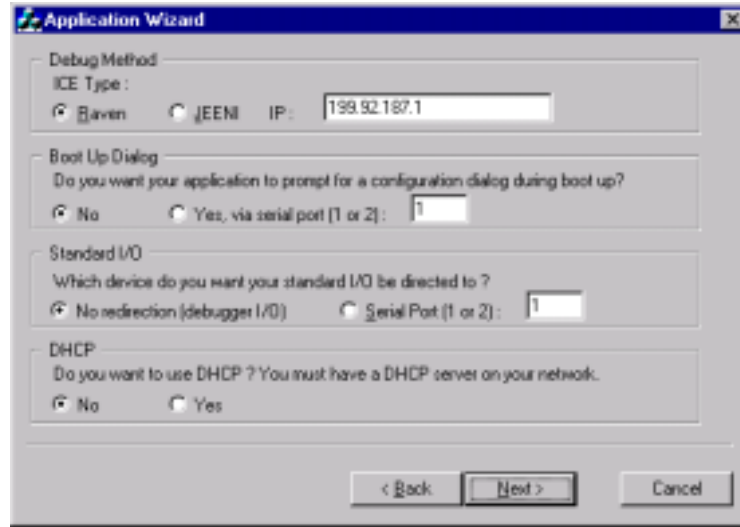 Application Wizard
Debug Method
ICE Type :
Raven JEENI IP : 199.92.187.1
Boot Up Dialog
Do you want your application to prompt for a configuration dialog during boot up?
No Yes, via serial port (1 or 2) : 1
Standard I/O
Which device do you want your standard I/O be directed to ?
No redirection (debugger I/O) Serial Port (1 or 2) : 1
DHCP
Do you want to use DHCP ? You must have a DHCP server on your network.
No Yes
< Back Next > Cancel